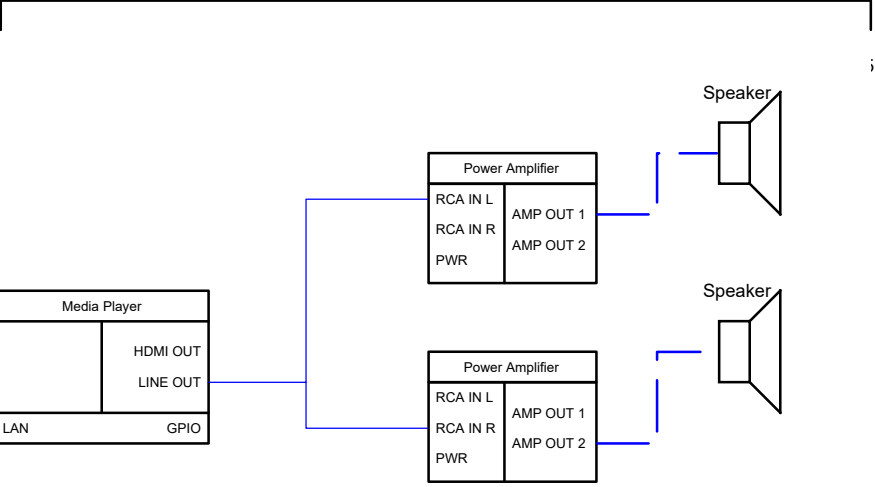 Speaker
Power Amplifier
RCA IN L
RCA IN R
PWR
AMP OUT 1
AMP OUT 2
Media Player
HDMI OUT
LINE OUT
LAN
GPIO
Speaker
Power Amplifier
RCA IN L
RCA IN R
PWR
AMP OUT 1
AMP OUT 2